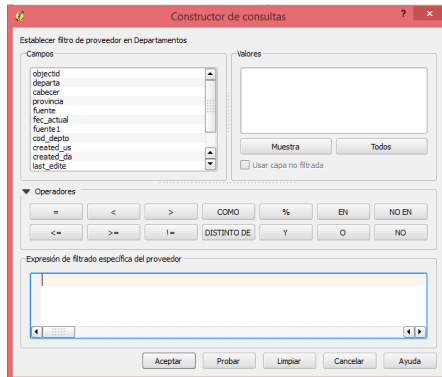 Constructor de consultas
? ×
Establecer filtro de proveedor en Departamentos
Campos
Valores
objectid
departa
cabecer
provincia
fuente
fec_actual
fuente1
cod_depto
created_us
created_da
last_edite
Muestra Todos
Usar capa no filtrada
Operadores
= < > COMO % EN NO EN
<= >= != DISTINTO DE Y O NO
Expresión de filtrado específica del proveedor
Aceptar Probar Limpiar Cancelar Ayuda